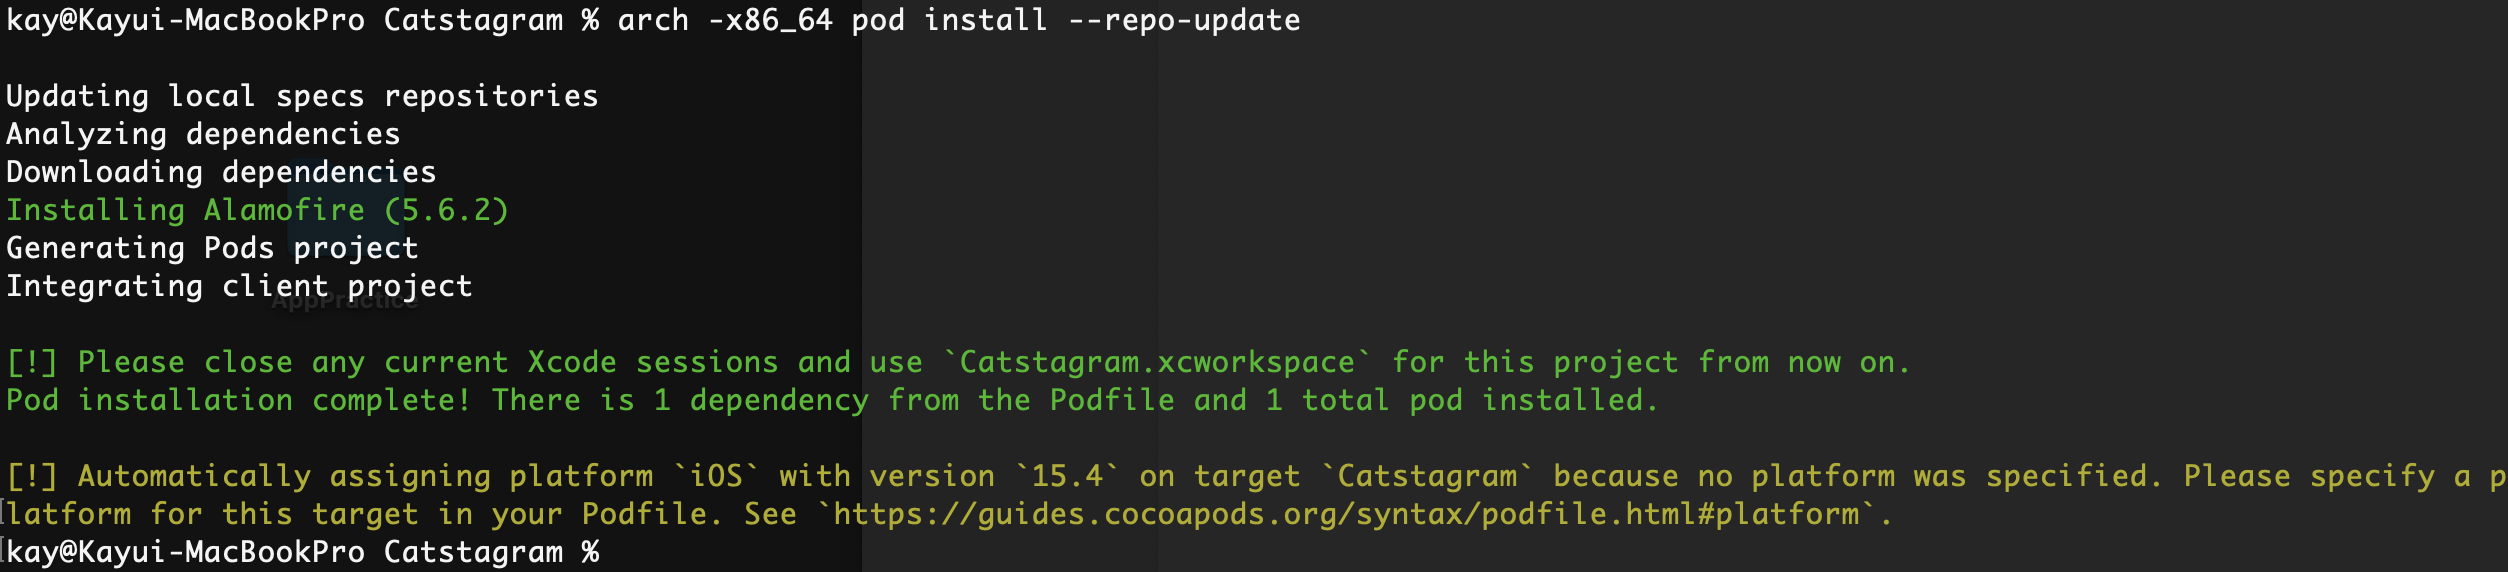 kay@Kayui-MacBookPro Catstagram % arch -x86_64 pod install --repo-update
Updating local specs repositories
Analyzing dependencies
Downloading dependencies
Installing Alamofire (5.6.2)
Generating Pods project
Integrating client project
AppPractice
[!] Please close any current Xcode sessions and use `Catstagram.xcworkspace` for this project from now on.
Pod installation complete! There is 1 dependency from the Podfile and 1 total pod installed.
[!] Automatically assigning platform `iOS` with version `15.4` on target `Catstagram` because no platform was specified. Please specify a p
latform for this target in your Podfile. See `https://guides.cocoapods.org/syntax/podfile.html#platform`.
kay@Kayui-MacBookPro Catstagram %